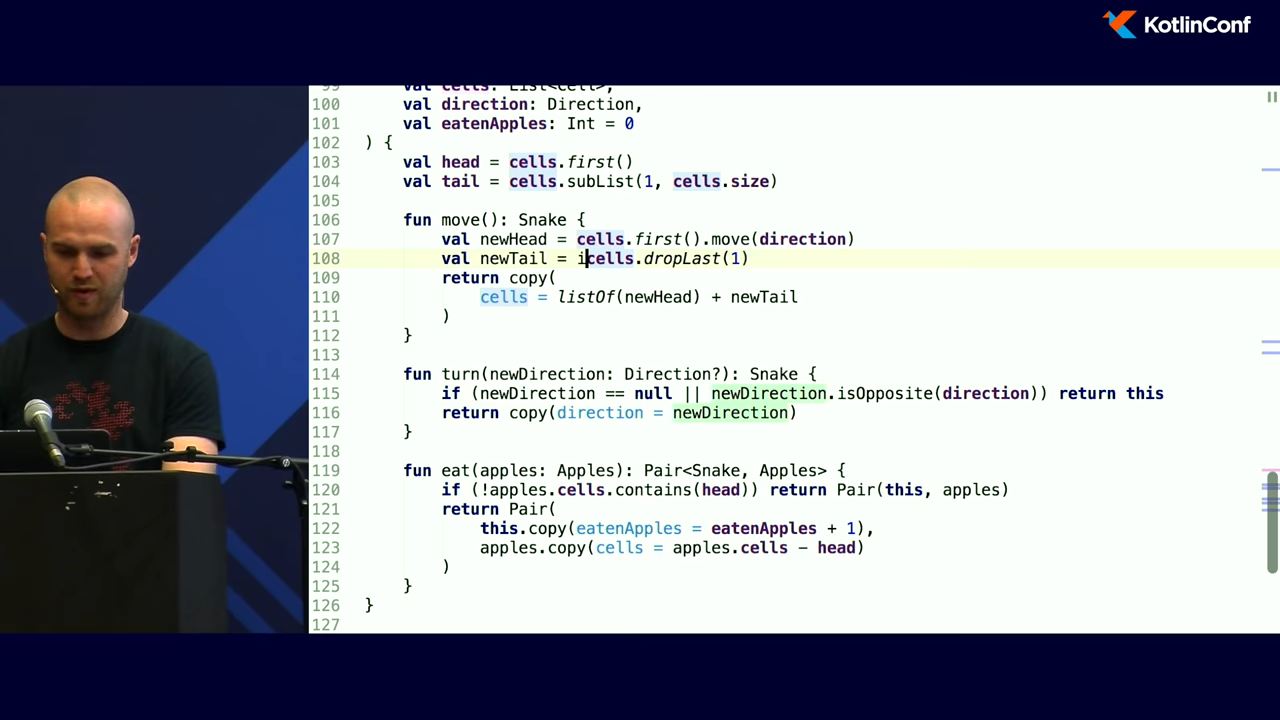 KotlinConf
99 val cells: List<Cell>,
100 val direction: Direction,
101 val eatenApples: Int = 0
102 ) {
103 val head = cells.first()
104 val tail = cells.subList(1, cells.size)
105
106 fun move(): Snake {
107 val newHead = cells.first().move(direction)
108 val newTail = icells.dropLast(1)
109 return copy(
110 cells = listOf(newHead) + newTail
111 )
112 }
113
114 fun turn(newDirection: Direction?): Snake {
115 if (newDirection == null || newDirection.isOpposite(direction)) return this
116 return copy(direction = newDirection)
117 }
118
119 fun eat(apples: Apples): Pair<Snake, Apples> {
120 if (!apples.cells.contains(head)) return Pair(this, apples)
121 return Pair(
122 this.copy(eatenApples = eatenApples + 1),
123 apples.copy(cells = apples.cells - head)
124 )
125 }
126 }
127